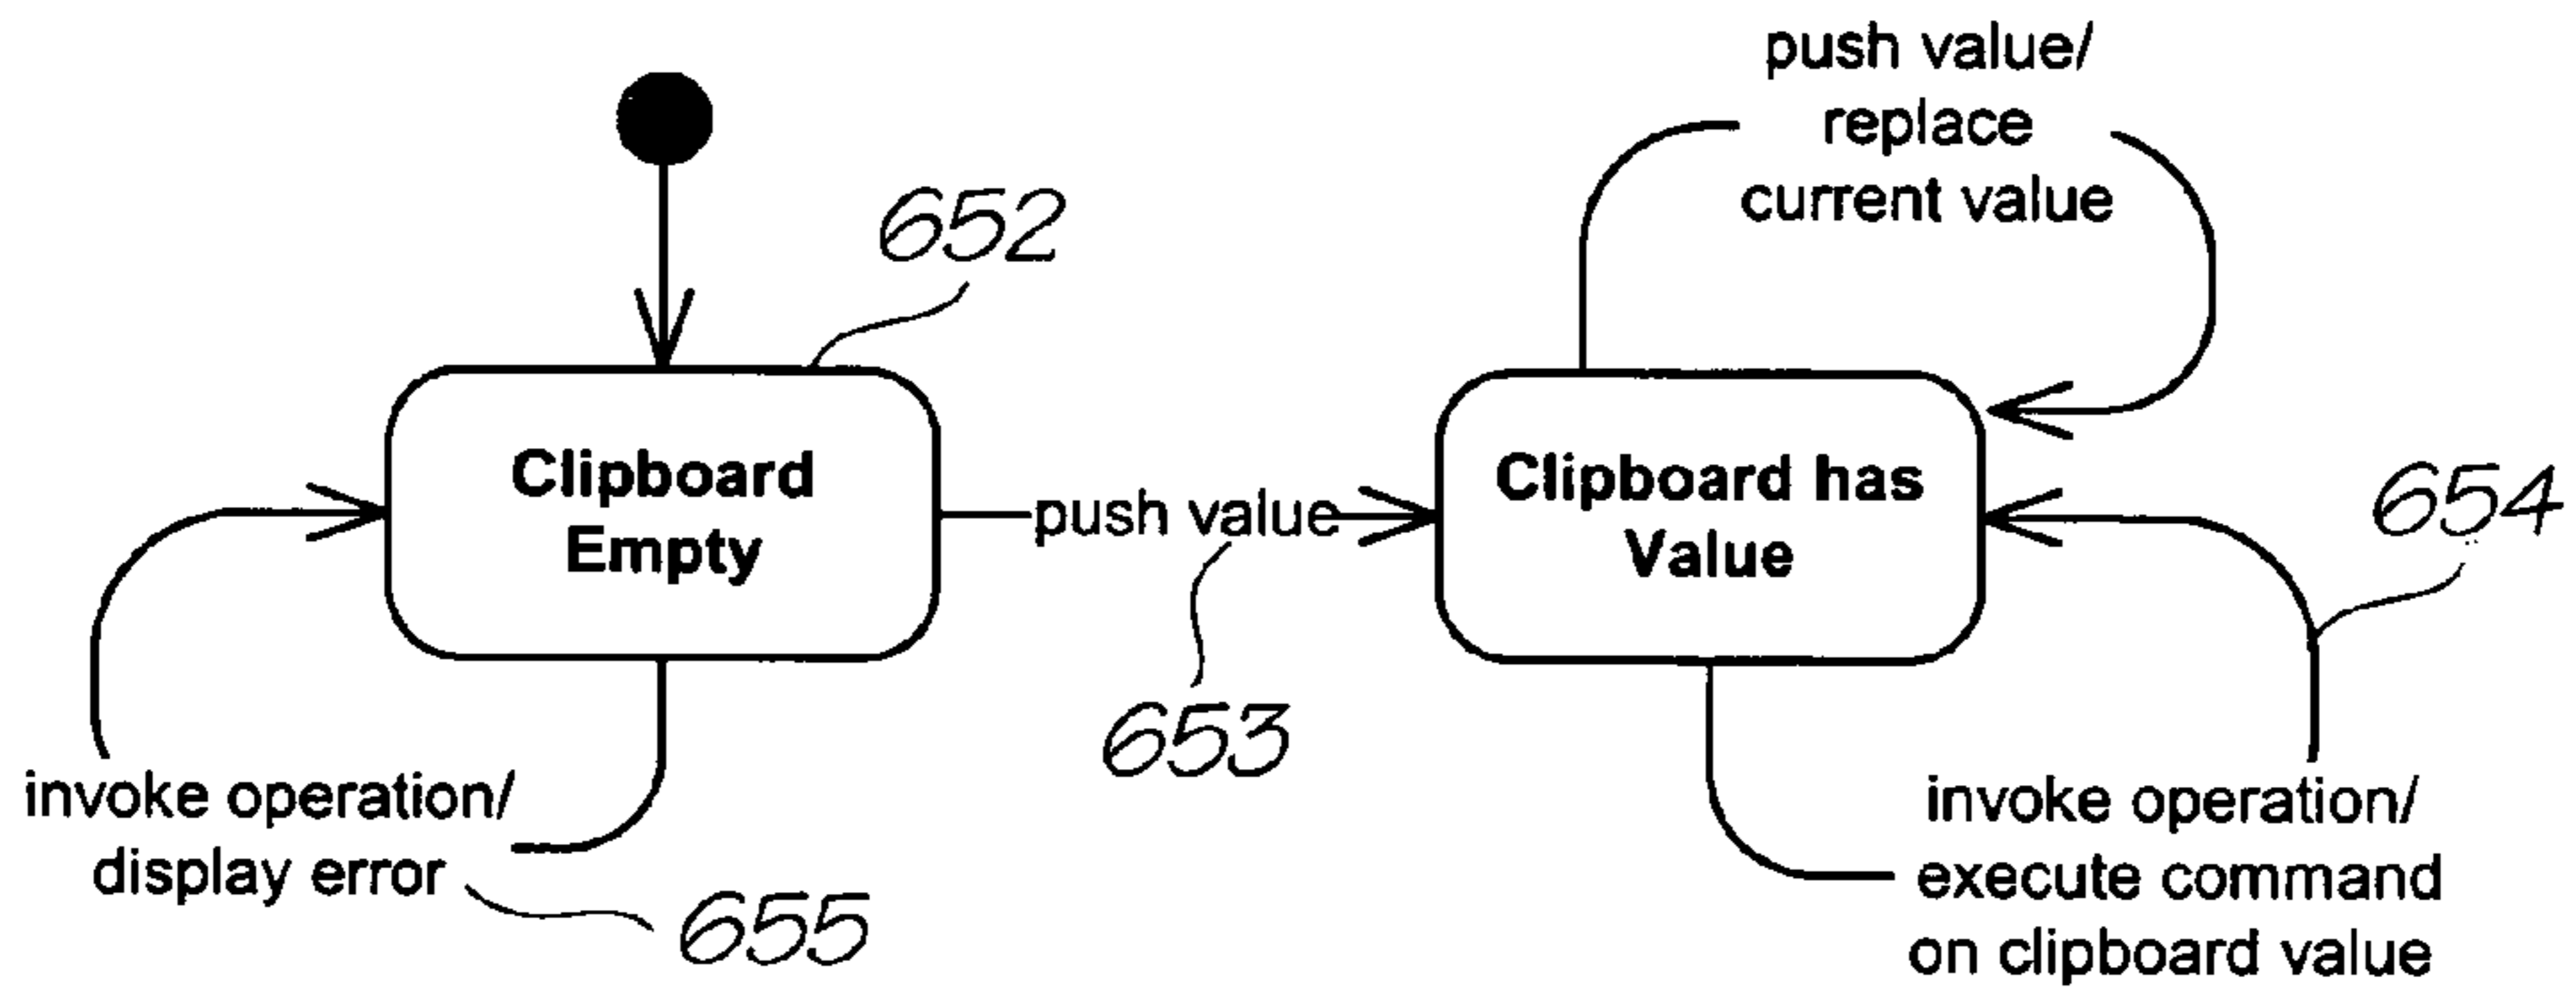 push value/
replace
current value
652
Clipboard
Empty
push value
Clipboard has
Value
654
653
invoke operation/
display error
655
invoke operation/
execute command
on clipboard value